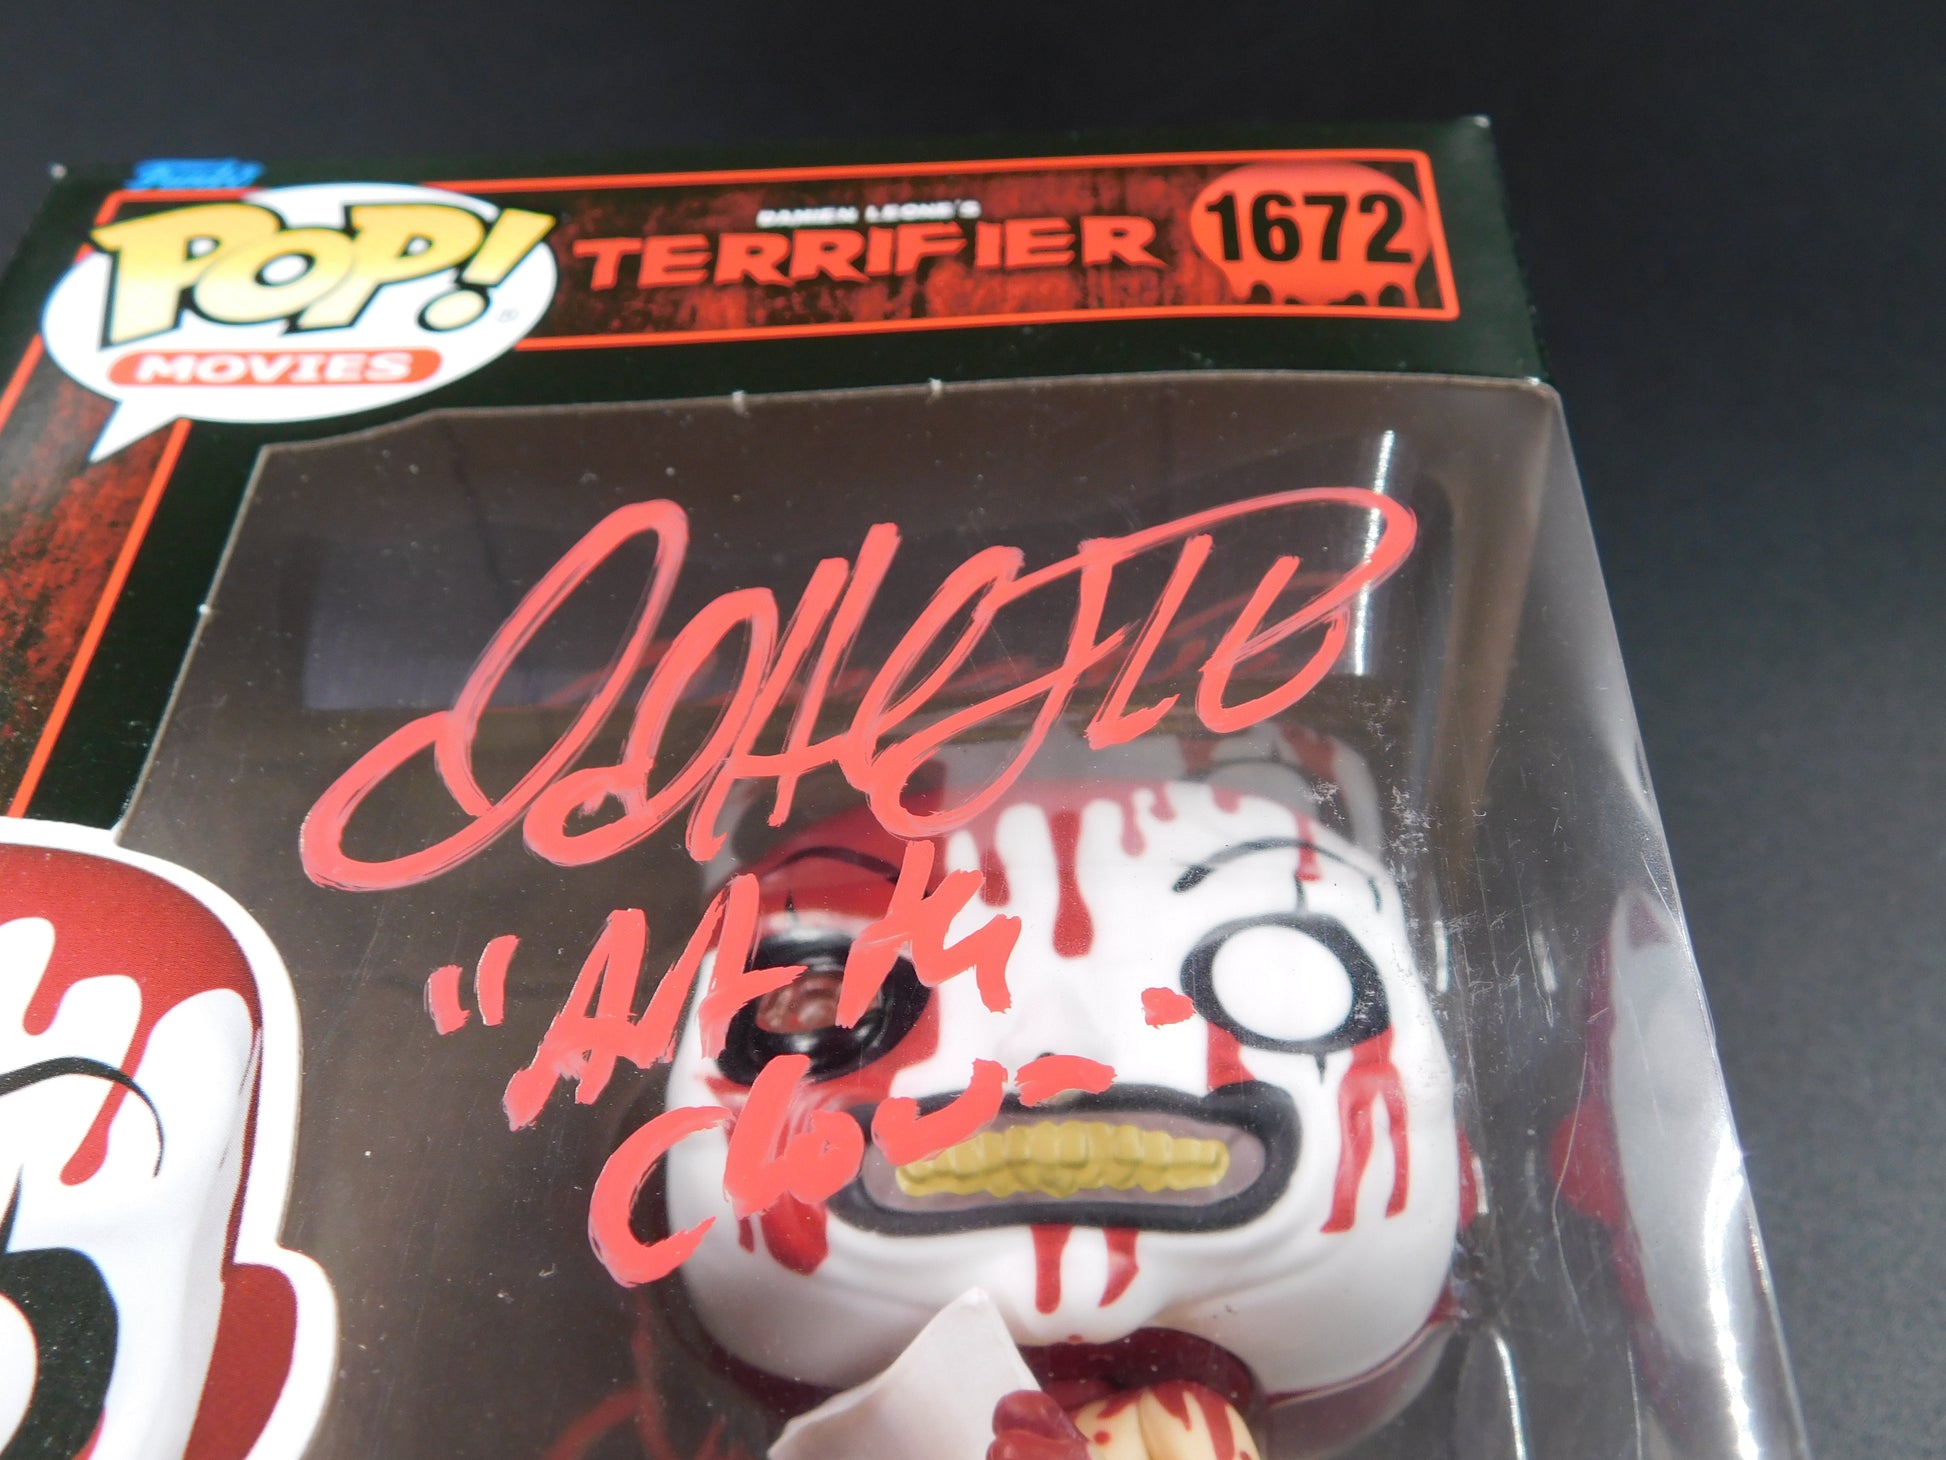 Funko
POP!®
MOVIES
DAMIEN LEONE'S
TERRIFIER
1672
"Art the
Clown"